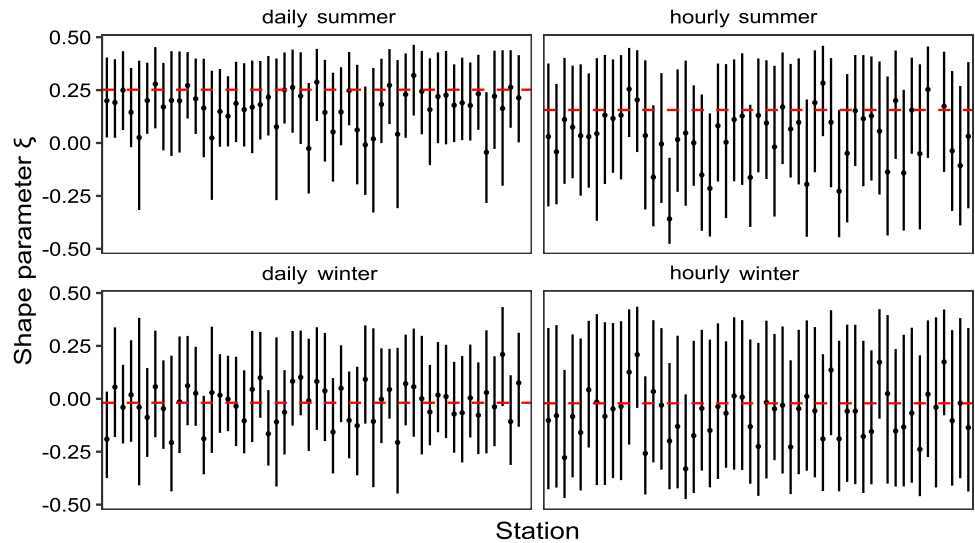 daily summer
hourly summer
0.50
0.25
0.00
-0.25
-0.50
daily winter
hourly winter
0.50
0.25
0.00
-0.25
-0.50
Shape parameter ξ
Station